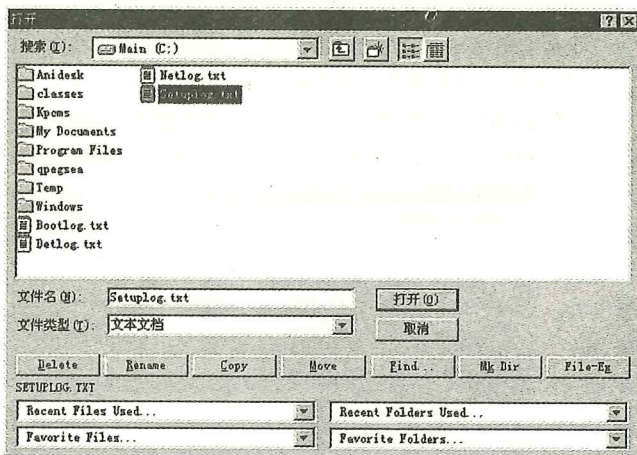 打开
搜索(I): Main (C:)
Anidesk
classes
Kpcms
My Documents
Program Files
qpegsea
Temp
Windows
Bootlog.txt
Detlog.txt
Netlog.txt
Setuplog.txt
文件名(N): Setuplog.txt
打开(O)
文件类型(T): 文本文档
取消
Delete Rename Copy Move Find... Mk Dir File-Ex
SETUPLOG.TXT
Recent Files Used... Recent Folders Used...
Favorite Files... Favorite Folders...